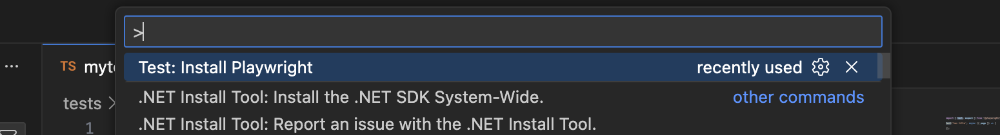 >
Test: Install Playwright recently used
TS myt
.NET Install Tool: Install the .NET SDK System-Wide. other commands
tests >
.NET Install Tool: Report an issue with the .NET Install Tool.
1